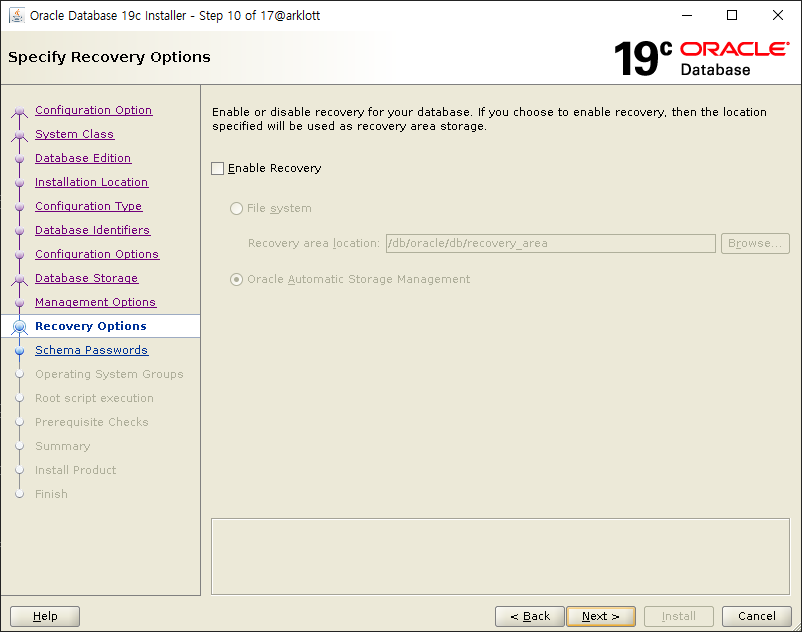 Oracle Database 19c Installer - Step 10 of 17@arklott
Specify Recovery Options
19c ORACLE
Database
Configuration Option
System Class
Database Edition
Installation Location
Configuration Type
Database Identifiers
Configuration Options
Database Storage
Management Options
Recovery Options
Schema Passwords
Operating System Groups
Root script execution
Prerequisite Checks
Summary
Install Product
Finish
Enable or disable recovery for your database. If you choose to enable recovery, then the location
specified will be used as recovery area storage.
Enable Recovery
File system
Recovery area location: /db/oracle/db/recovery_area Browse...
Oracle Automatic Storage Management
Help < Back Next > Install Cancel